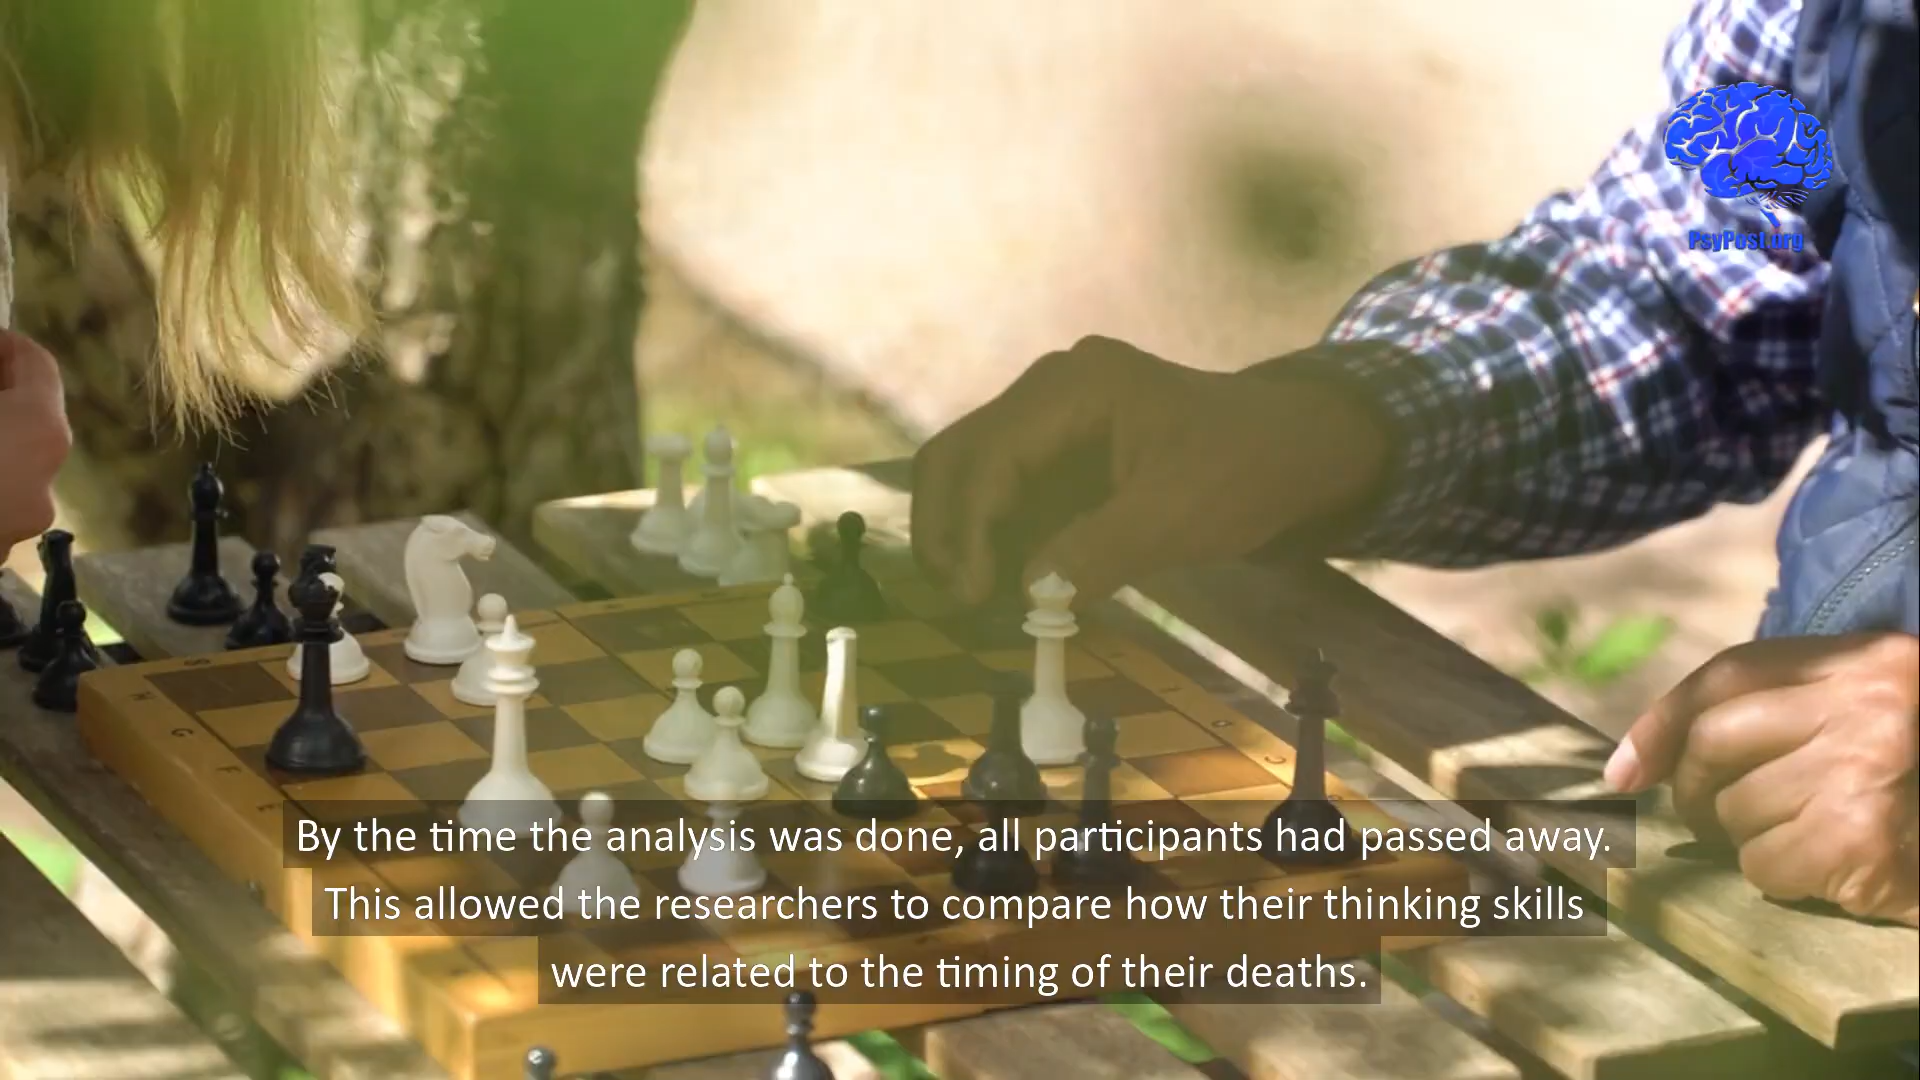 PsyPost.org
H
G
F
E
D
C
By the time the analysis was done, all participants had passed away.
This allowed the researchers to compare how their thinking skills
were related to the timing of their deaths.